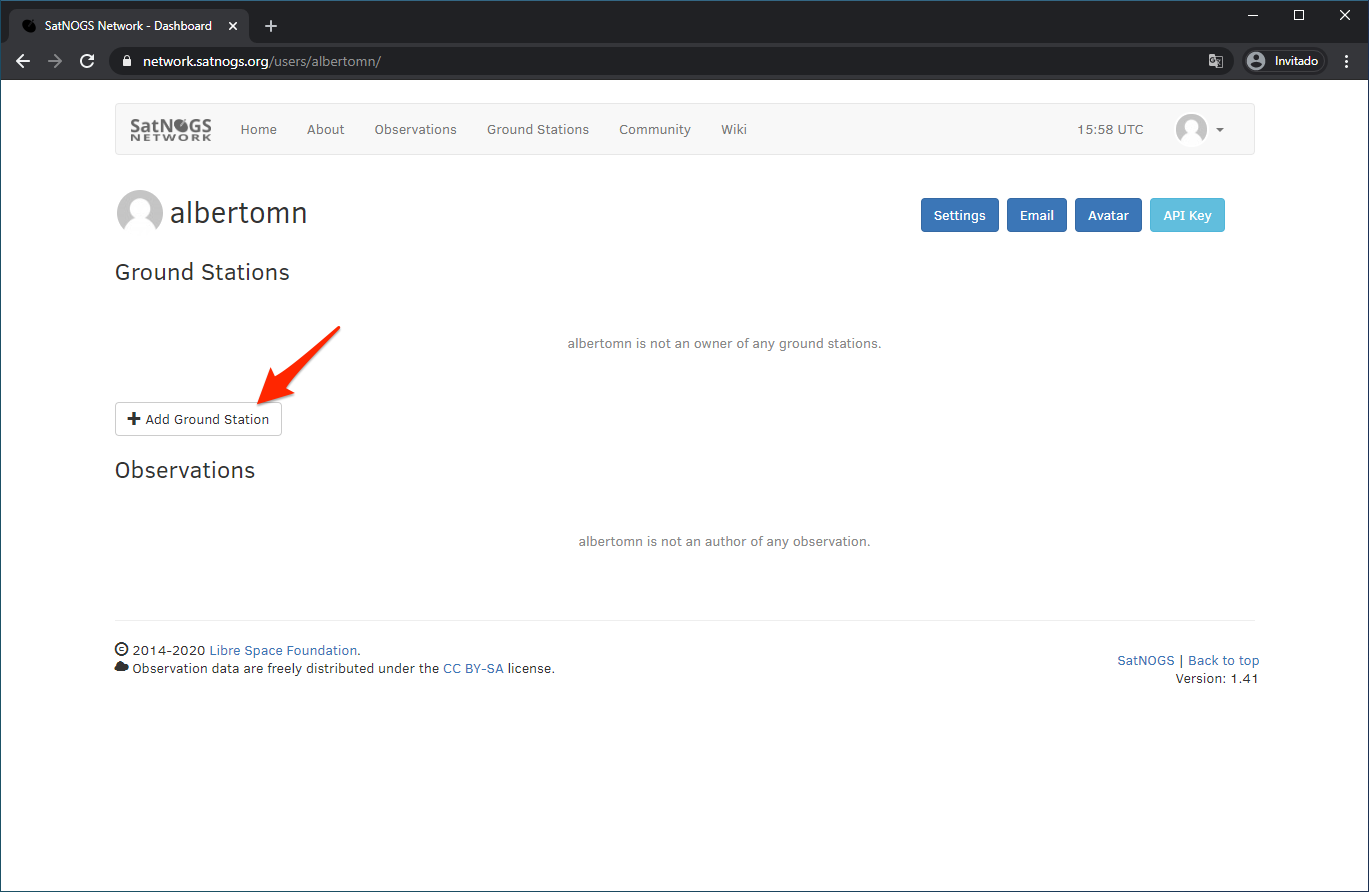 SatNOGS Network - Dashboard
network.satnogs.org/users/albertomn/
Invitado
SatNOGS
NETWORK
Home About Observations Ground Stations Community Wiki 15:58 UTC
albertomn
Settings Email Avatar API Key
Ground Stations
albertomn is not an owner of any ground stations.
+ Add Ground Station
Observations
albertomn is not an author of any observation.
© 2014-2020 Libre Space Foundation.
Observation data are freely distributed under the CC BY-SA license.
SatNOGS | Back to top
Version: 1.41